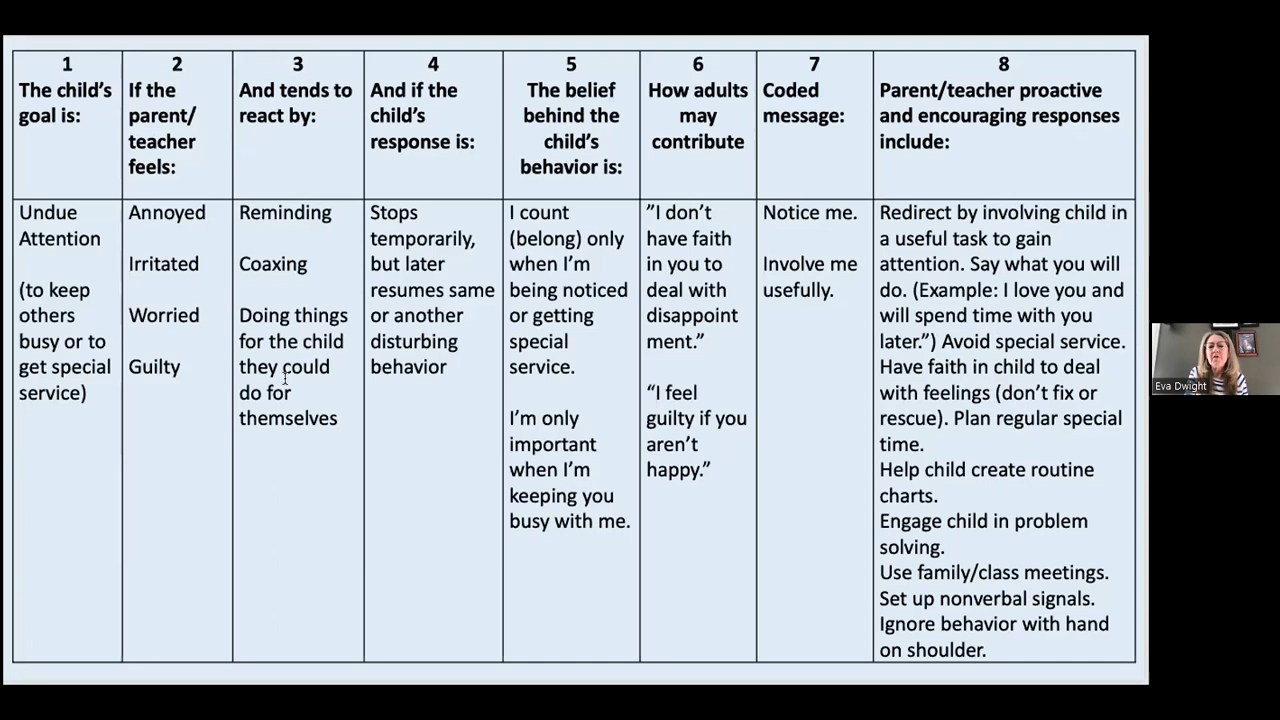 1
The child's
goal is:
2
If the
parent/
teacher
feels:
3
And tends to
react by:
4
And if the
child's
response is:
5
The belief
behind the
child's
behavior is:
6
How adults
may
contribute
7
Coded
message:
8
Parent/teacher proactive
and encouraging responses
include:
Undue
Attention
(to keep
others
busy or to
get special
service)
Annoyed
Irritated
Worried
Guilty
Reminding
Coaxing
Doing things
for the child
they could
do for
themselves
Stops
temporarily,
but later
resumes same
or another
disturbing
behavior
I count
(belong) only
when I'm
being noticed
or getting
special
service.
I'm only
important
when I'm
keeping you
busy with me.
"I don't
have faith
in you to
deal with
disappoint
ment."
"I feel
guilty if you
aren't
happy."
Notice me.
Involve me
usefully.
Redirect by involving child in
a useful task to gain
attention. Say what you will
do. (Example: I love you and
will spend time with you
later.") Avoid special service.
Have faith in child to deal
with feelings (don't fix or
rescue). Plan regular special
time.
Help child create routine
charts.
Engage child in problem
solving.
Use family/class meetings.
Set up nonverbal signals.
Ignore behavior with hand
on shoulder.
Eva Dwight